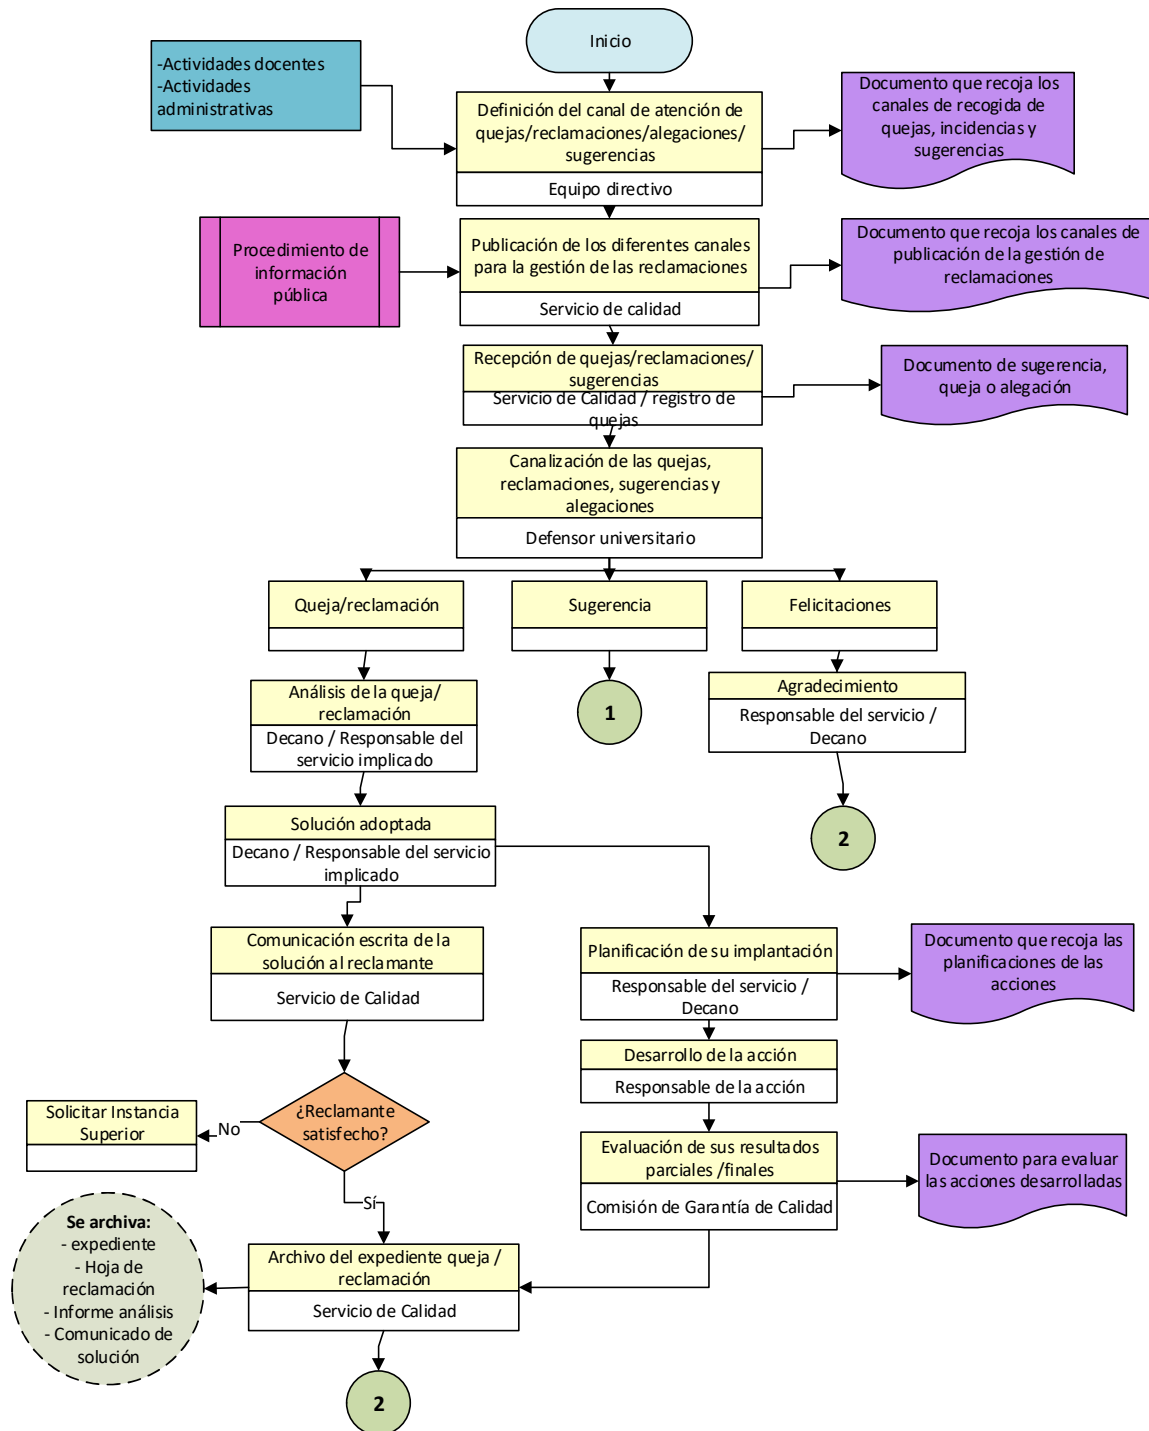 Inicio
-Actividades docentes
-Actividades
administrativas
Definición del canal de atención de
quejas/reclamaciones/alegaciones/
sugerencias
Equipo directivo
Documento que recoja los
canales de recogida de
quejas, incidencias y
sugerencias
Procedimiento de
información
pública
Publicación de los diferentes canales
para la gestión de las reclamaciones
Servicio de calidad
Documento que recoja los canales de
publicación de la gestión de
reclamaciones
Recepción de quejas/reclamaciones/
sugerencias
Servicio de Calidad / registro de
quejas
Documento de sugerencia,
queja o alegación
Canalización de las quejas,
reclamaciones, sugerencias y
alegaciones
Defensor universitario
Queja/reclamación
Sugerencia
Felicitaciones
Análisis de la queja/
reclamación
Decano / Responsable del
servicio implicado
1
Agradecimiento
Responsable del servicio /
Decano
2
Solución adoptada
Decano / Responsable del servicio
implicado
Comunicación escrita de la
solución al reclamante
Servicio de Calidad
Planificación de su implantación
Responsable del servicio /
Decano
Documento que recoja las
planificaciones de las
acciones
Desarrollo de la acción
Responsable de la acción
¿Reclamante
satisfecho?
No
Solicitar Instancia
Superior
Sí
Evaluación de sus resultados
parciales /finales
Comisión de Garantía de Calidad
Documento para evaluar
las acciones desarrolladas
Se archiva:
- expediente
- Hoja de
reclamación
- Informe análisis
- Comunicado de
solución
Archivo del expediente queja /
reclamación
Servicio de Calidad
2